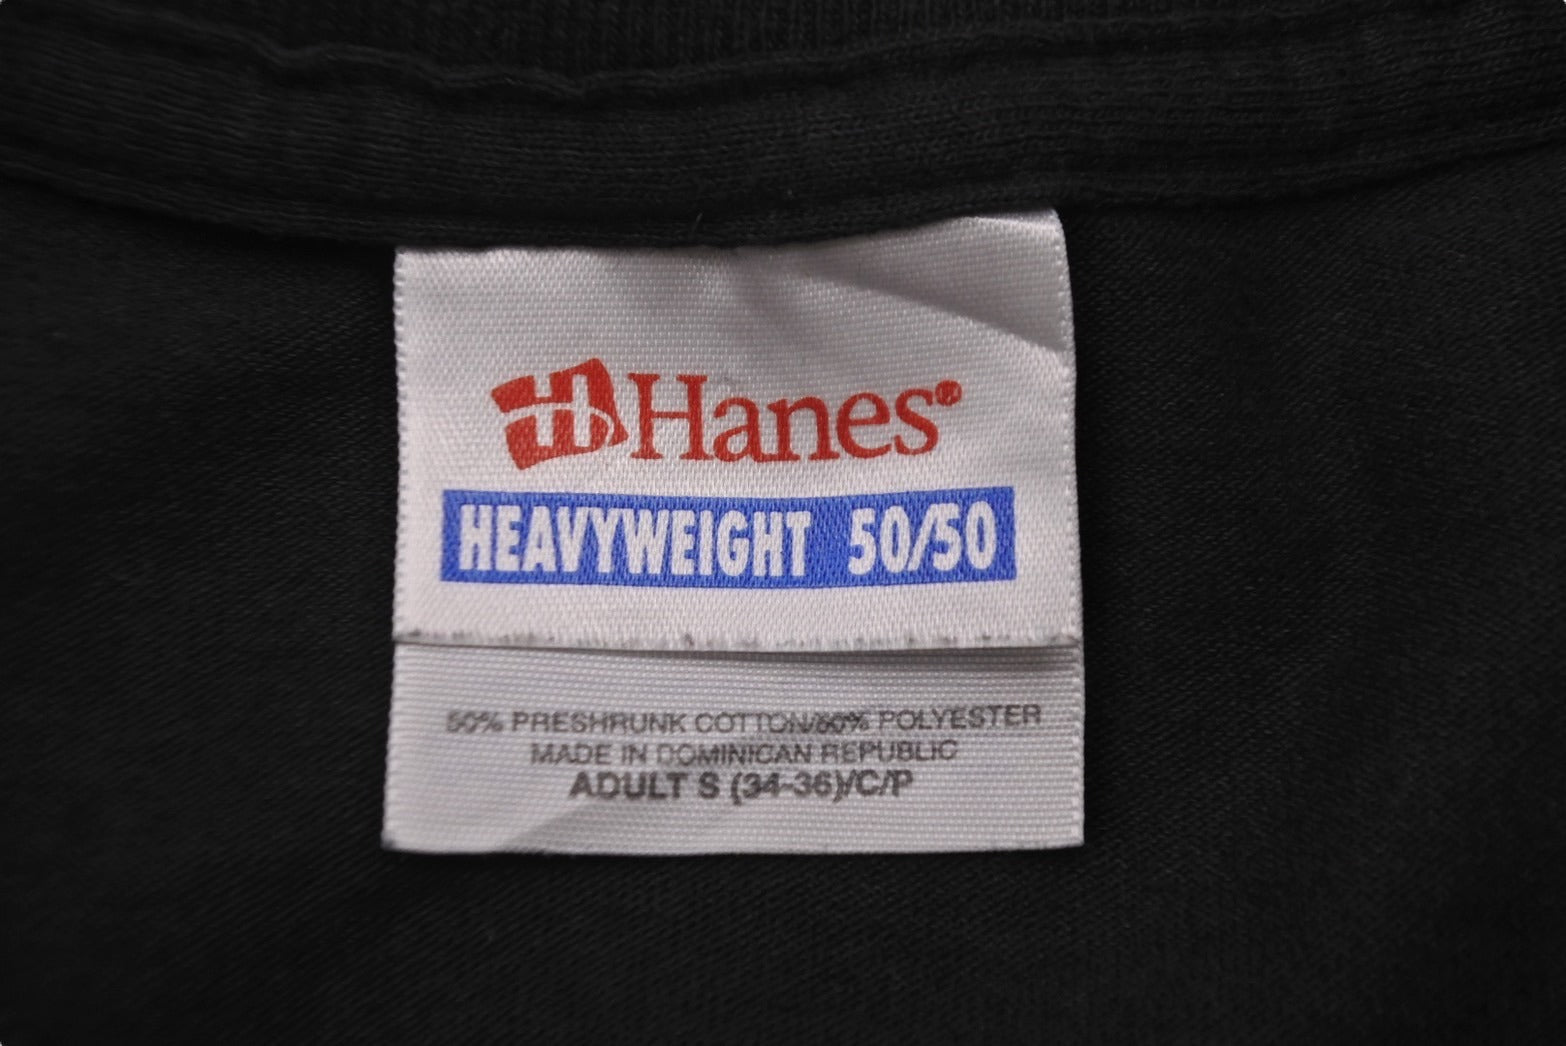 H Hanes®
HEAVYWEIGHT 50/50
50% PRESHRUNK COTTON/50% POLYESTER
MADE IN DOMINICAN REPUBLIC
ADULT S (34-36)/C/P